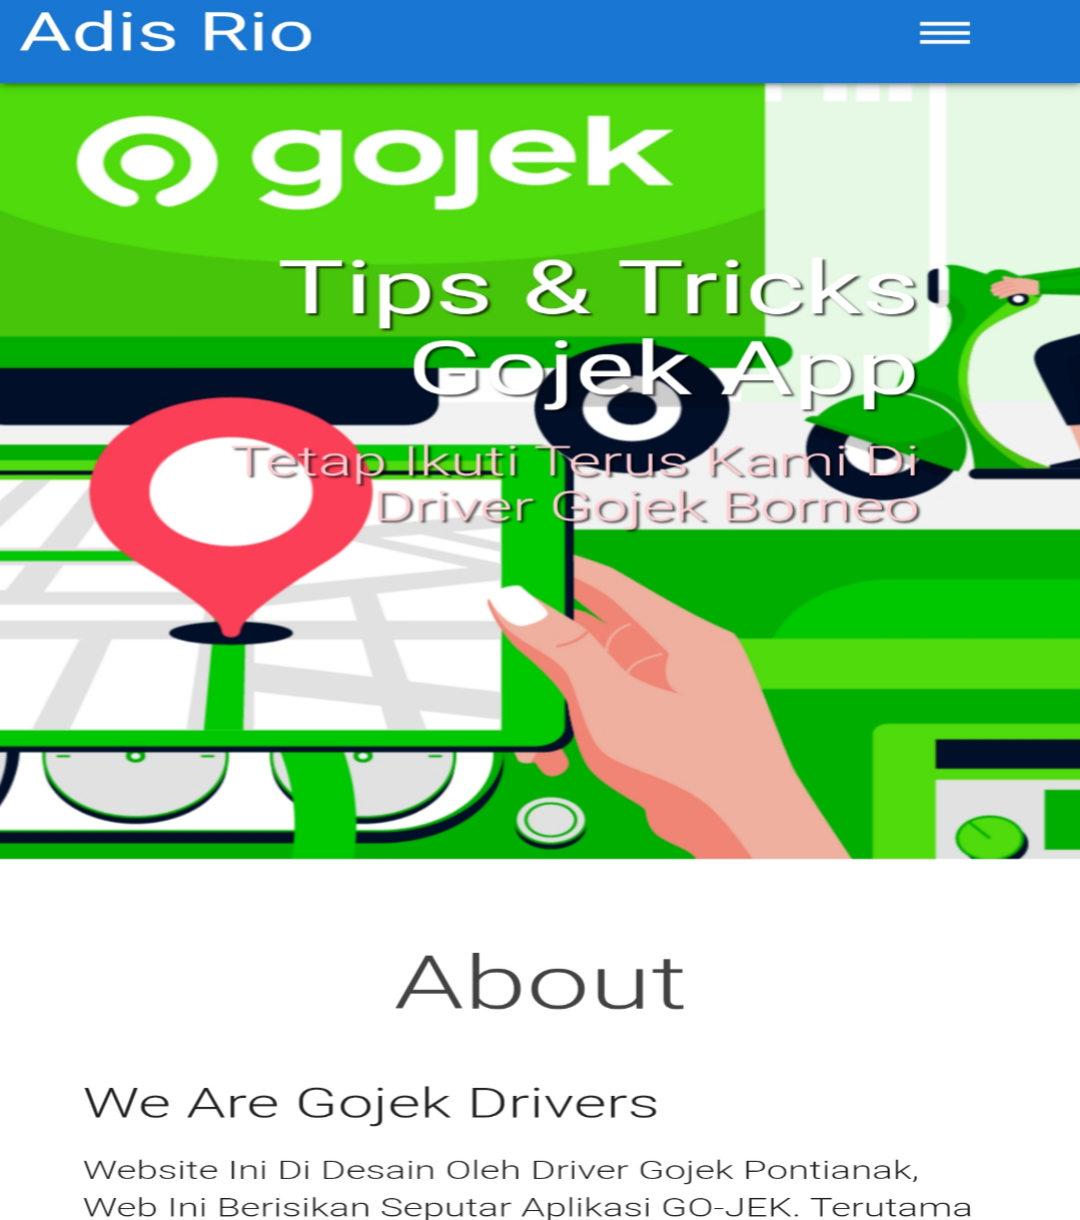 Adis Rio
gojek
Tips & Tricks
Gojek App
Tetap Ikuti Terus Kami Di
Driver Gojek Borneo
About
We Are Gojek Drivers
Website Ini Di Desain Oleh Driver Gojek Pontianak,
Web Ini Berisikan Seputar Aplikasi GO-JEK. Terutama